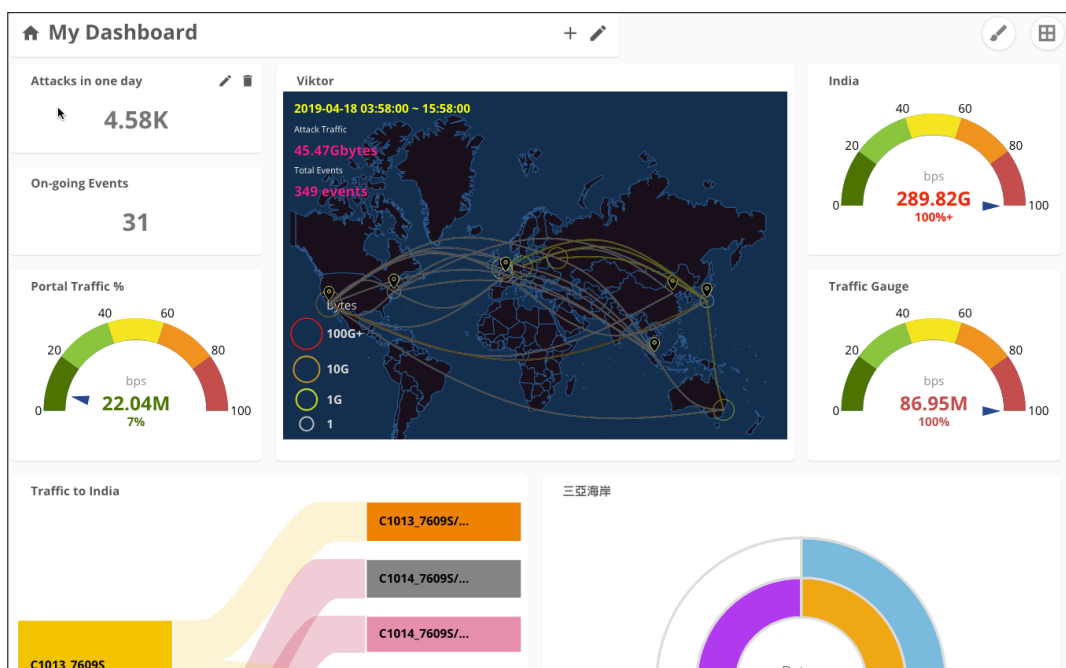 My Dashboard
Attacks in one day
4.58K
On-going Events
31
Portal Traffic %
0
20
40
60
80
100
bps
22.04M
7%
Viktor
2019-04-18 03:58:00 ~ 15:58:00
Attack Traffic
45.47Gbytes
Total Events
349 events
bytes
100G+
10G
1G
1
India
0
20
40
60
80
100
bps
289.82G
100%+
Traffic Gauge
0
20
40
60
80
100
bps
86.95M
100%
Traffic to India
C1013_7609S
C1013_7609S/...
C1014_7609S/...
C1014_7609S/...
三亞海岸